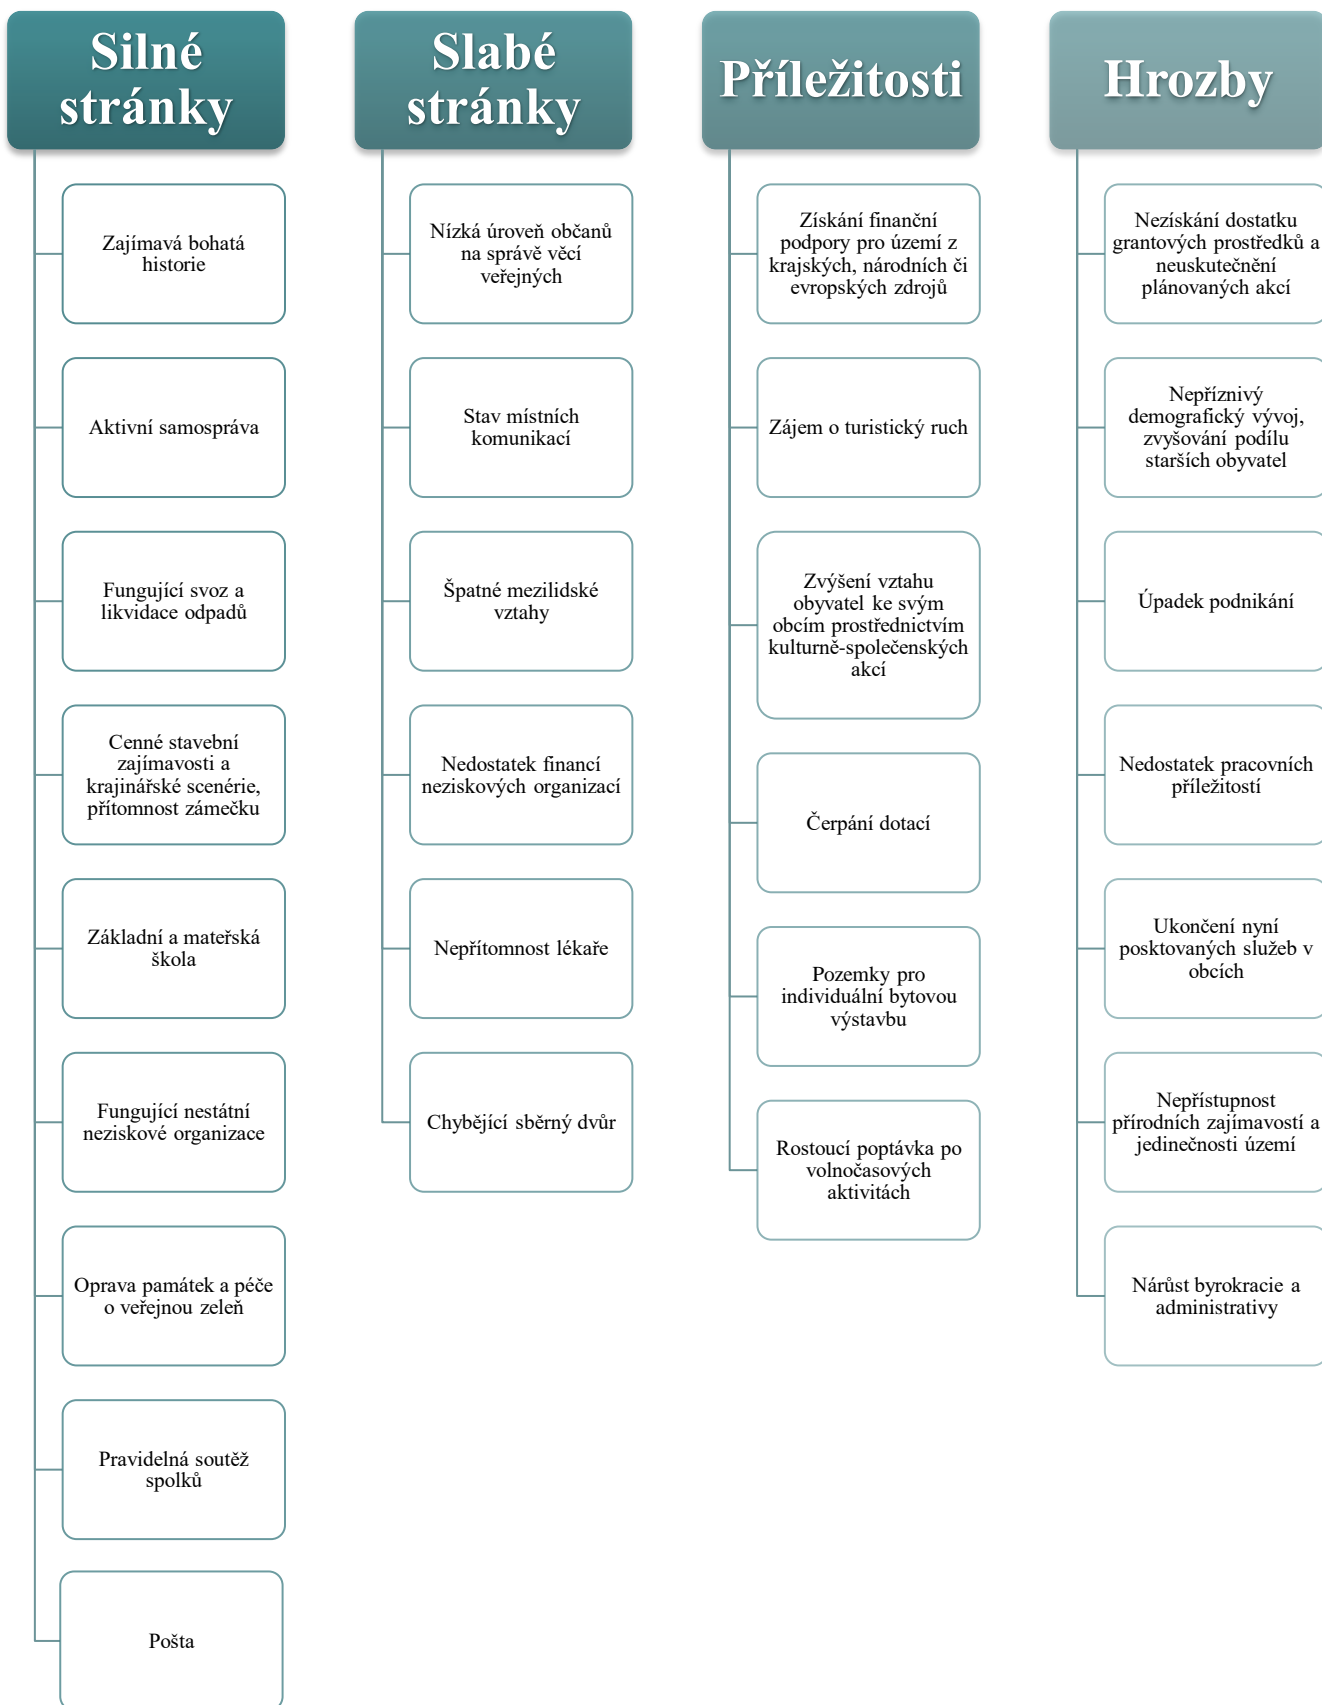 Silné
stránky
Zajímavá bohatá
historie
Aktivní samospráva
Fungující svoz a
likvidace odpadů
Cenné stavební
zajímavosti a
krajinářské scenérie,
přítomnost zámečku
Základní a mateřská
škola
Fungující nestátní
neziskové organizace
Oprava památek a péče
o veřejnou zeleň
Pravidelná soutěž
spolků
Pošta
Slabé
stránky
Nízká úroveň občanů
na správě věcí
veřejných
Stav místních
komunikací
Špatné mezilidské
vztahy
Nedostatek financí
neziskových organizací
Nepřítomnost lékaře
Chybějící sběrný dvůr
Příležitosti
Získání finanční
podpory pro území z
krajských, národních či
evropských zdrojů
Zájem o turistický ruch
Zvýšení vztahu
obyvatel ke svým
obcím prostřednictvím
kulturně-společenských
akcí
Čerpání dotací
Pozemky pro
individuální bytovou
výstavbu
Rostoucí poptávka po
volnočasových
aktivitách
Hrozby
Nezískání dostatku
grantových prostředků a
neuskutečnění
plánovaných akcí
Nepříznivý
demografický vývoj,
zvyšování podílu
starších obyvatel
Úpadek podnikání
Nedostatek pracovních
příležitostí
Ukončení nyní
posktovaných služeb v
obcích
Nepřístupnost
přírodních zajímavostí a
jedinečnosti území
Nárůst byrokracie a
administrativy